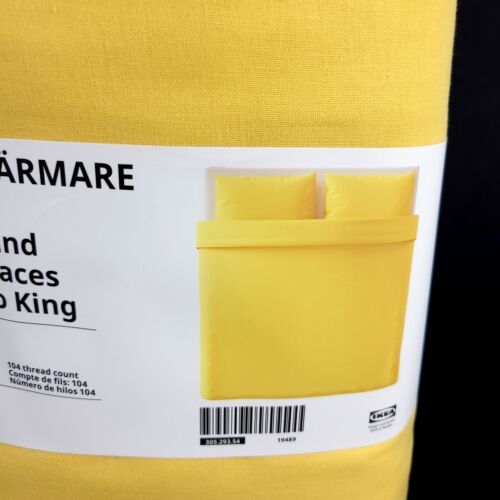 ÄRMARE
and
aces
o King
104 thread count
Compte de fils: 104
Número de hilos 104
305.293.54 19489
IKEA